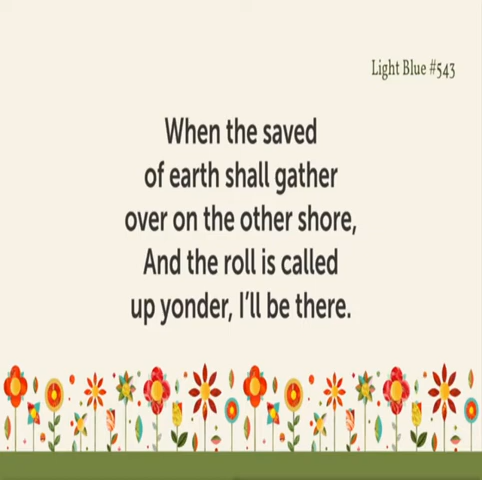 Light Blue #543
When the saved
of earth shall gather
over on the other shore,
And the roll is called
up yonder, I'll be there.